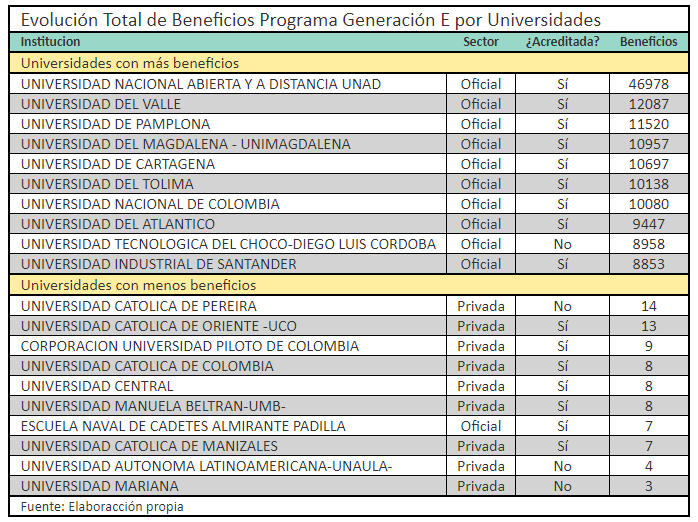 Evolución Total de Beneficios Programa Generación E por Universidades
Institucion Sector ¿Acreditada? Beneficios
Universidades con más beneficios
UNIVERSIDAD NACIONAL ABIERTA Y A DISTANCIA UNAD Oficial Sí 46978
UNIVERSIDAD DEL VALLE Oficial Sí 12087
UNIVERSIDAD DE PAMPLONA Oficial Sí 11520
UNIVERSIDAD DEL MAGDALENA - UNIMAGDALENA Oficial Sí 10957
UNIVERSIDAD DE CARTAGENA Oficial Sí 10697
UNIVERSIDAD DEL TOLIMA Oficial Sí 10138
UNIVERSIDAD NACIONAL DE COLOMBIA Oficial Sí 10080
UNIVERSIDAD DEL ATLANTICO Oficial Sí 9447
UNIVERSIDAD TECNOLOGICA DEL CHOCO-DIEGO LUIS CORDOBA Oficial No 8958
UNIVERSIDAD INDUSTRIAL DE SANTANDER Oficial Sí 8853
Universidades con menos beneficios
UNIVERSIDAD CATOLICA DE PEREIRA Privada No 14
UNIVERSIDAD CATOLICA DE ORIENTE -UCO Privada Sí 13
CORPORACION UNIVERSIDAD PILOTO DE COLOMBIA Privada Sí 9
UNIVERSIDAD CATOLICA DE COLOMBIA Privada Sí 8
UNIVERSIDAD CENTRAL Privada Sí 8
UNIVERSIDAD MANUELA BELTRAN-UMB- Privada Sí 8
ESCUELA NAVAL DE CADETES ALMIRANTE PADILLA Oficial Sí 7
UNIVERSIDAD CATOLICA DE MANIZALES Privada Sí 7
UNIVERSIDAD AUTONOMA LATINOAMERICANA-UNAULA- Privada No 4
UNIVERSIDAD MARIANA Privada No 3
Fuente: Elaboracción propia